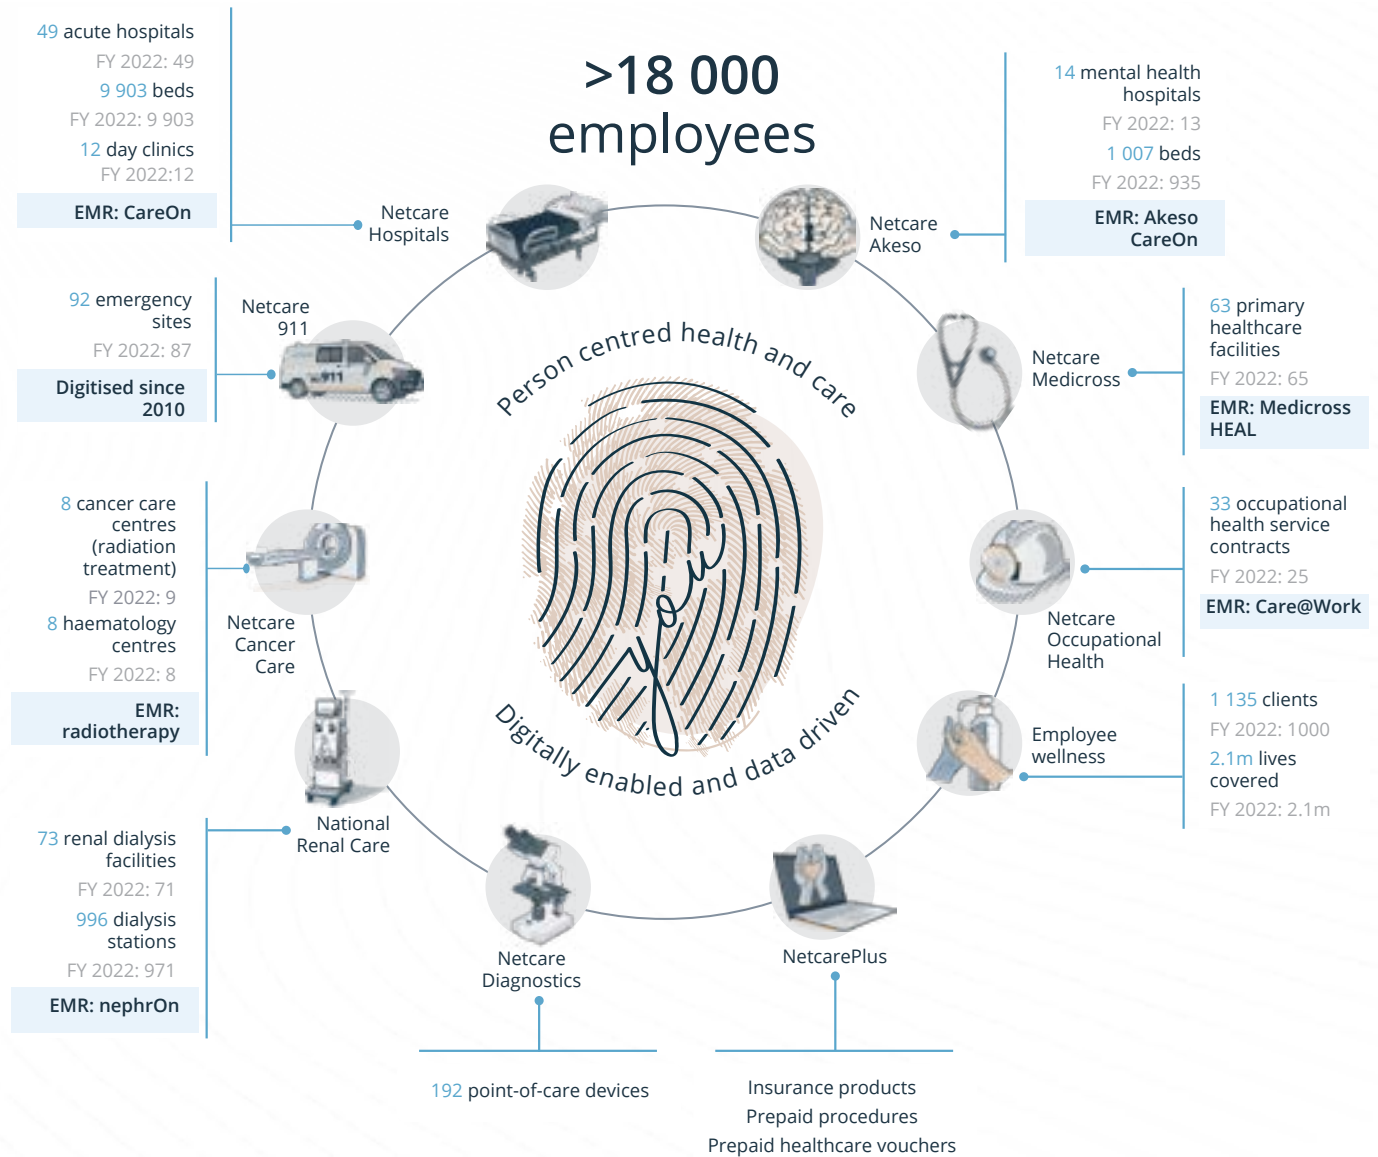 >18 000
employees
49 acute hospitals
FY 2022: 49
9 903 beds
FY 2022: 9 903
12 day clinics
FY 2022:12
EMR: CareOn
Netcare
Hospitals
14 mental health
hospitals
FY 2022: 13
1 007 beds
FY 2022: 935
EMR: Akeso
CareOn
Netcare
Akeso
92 emergency
sites
FY 2022: 87
Digitised since
2010
Netcare
911
911
63 primary
healthcare
facilities
FY 2022: 65
EMR: Medicross
HEAL
Netcare
Medicross
Person centred health and care
you
Digitally enabled and data driven
8 cancer care
centres
(radiation
treatment)
FY 2022: 9
8 haematology
centres
FY 2022: 8
EMR:
radiotherapy
Netcare
Cancer
Care
33 occupational
health service
contracts
FY 2022: 25
EMR: Care@Work
Netcare
Occupational
Health
1 135 clients
FY 2022: 1000
2.1m lives
covered
FY 2022: 2.1m
Employee
wellness
73 renal dialysis
facilities
FY 2022: 71
996 dialysis
stations
FY 2022: 971
EMR: nephrOn
National
Renal Care
Netcare
Diagnostics
192 point-of-care devices
NetcarePlus
Insurance products
Prepaid procedures
Prepaid healthcare vouchers